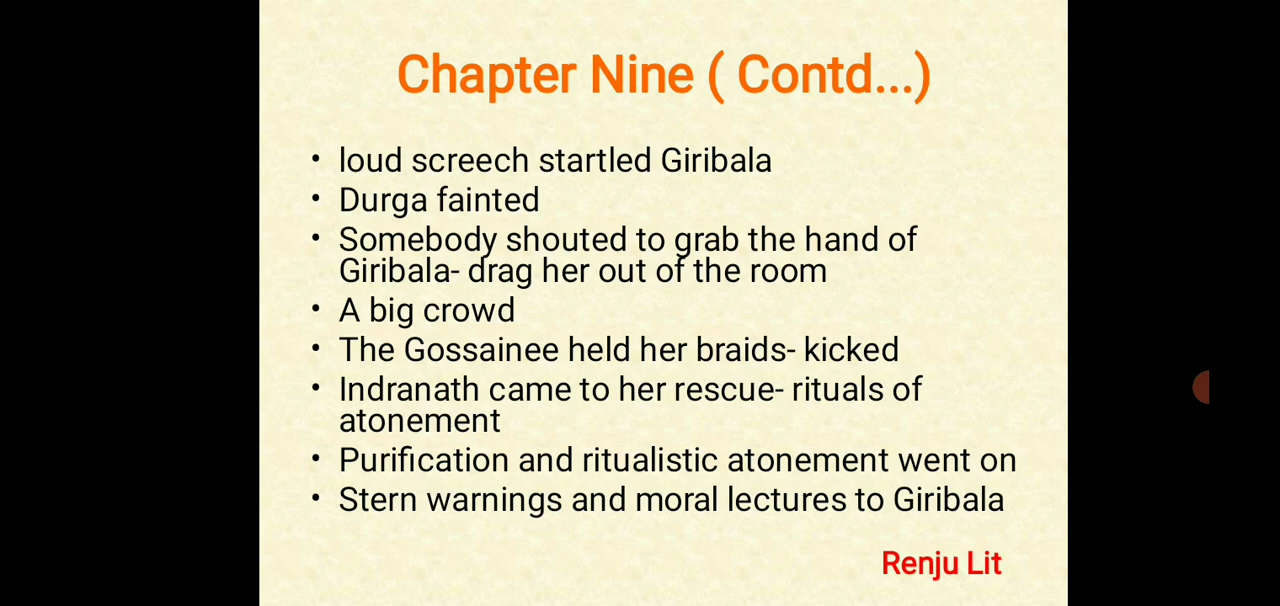 Chapter Nine ( Contd...)
• loud screech startled Giribala
• Durga fainted
• Somebody shouted to grab the hand of
Giribala- drag her out of the room
• A big crowd
• The Gossainee held her braids- kicked
• Indranath came to her rescue- rituals of
atonement
• Purification and ritualistic atonement went on
• Stern warnings and moral lectures to Giribala
Renju Lit